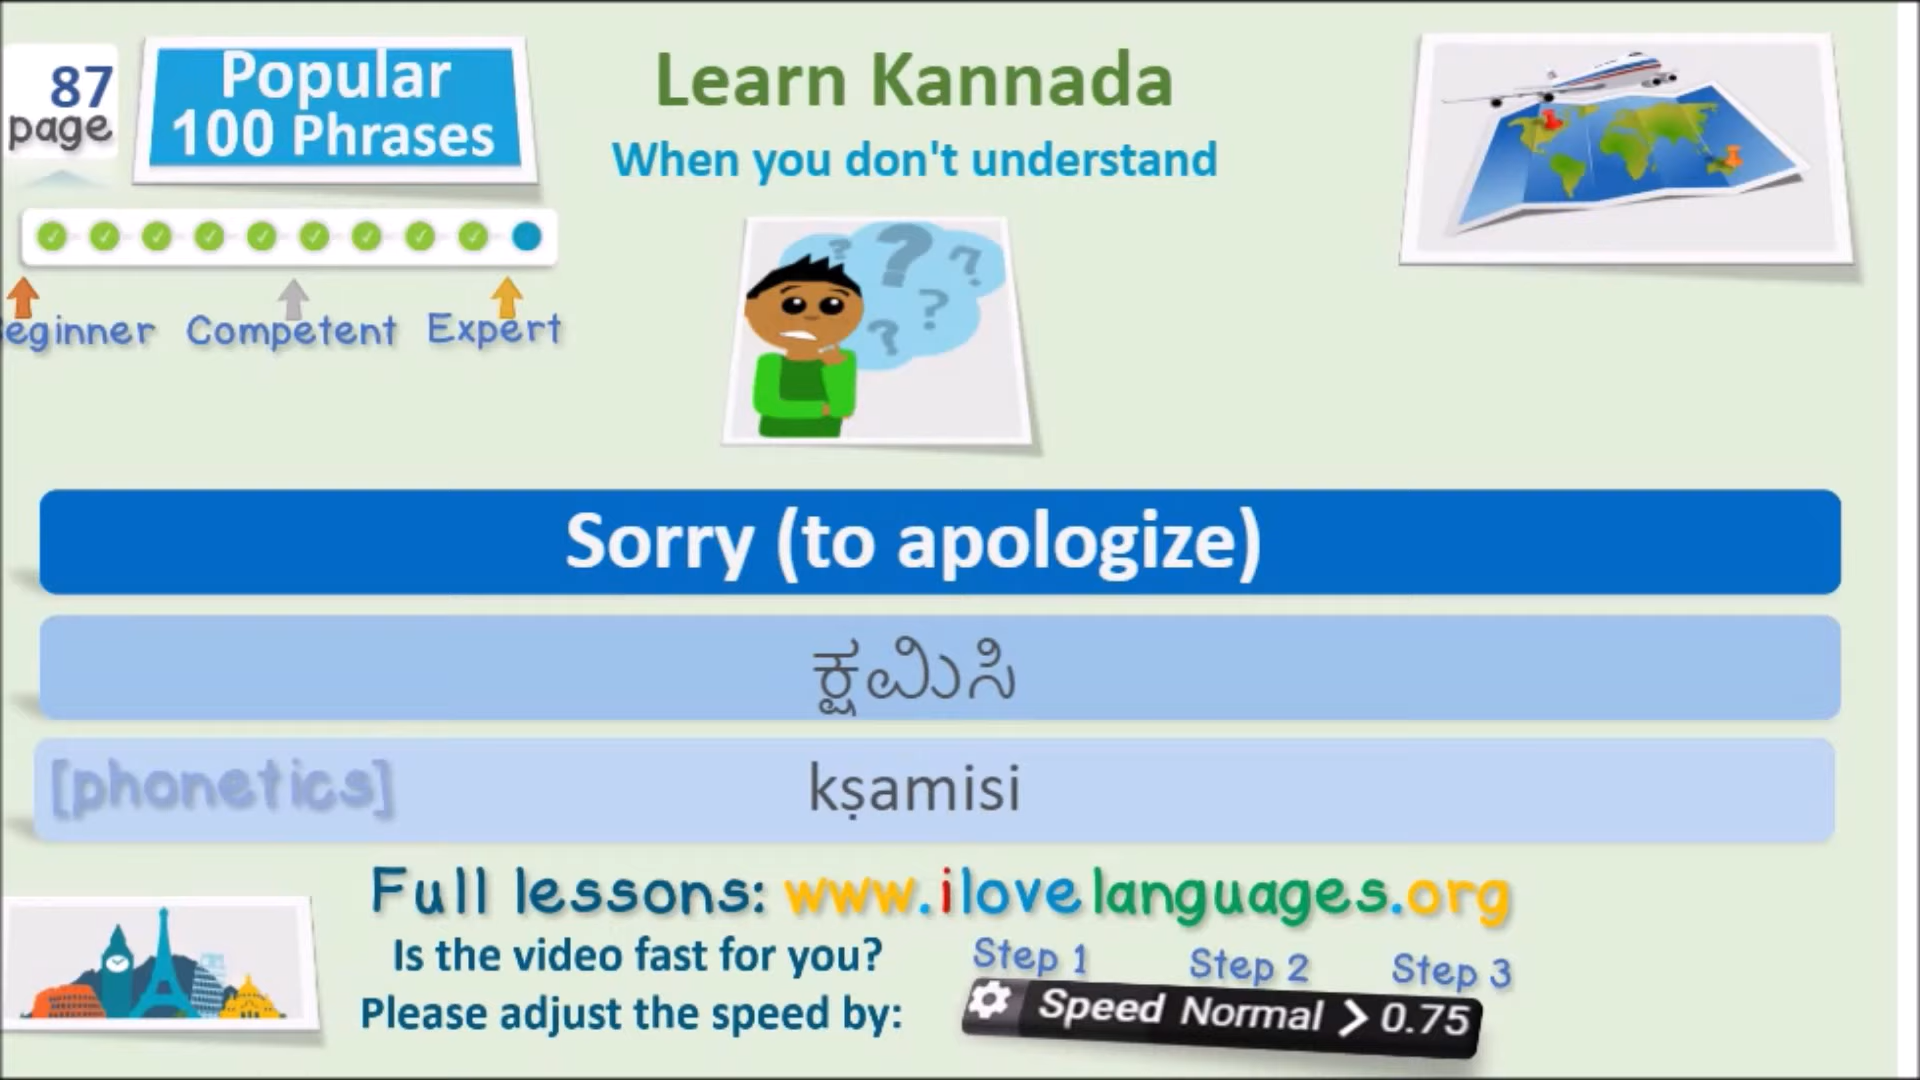 87
page
Popular
100 Phrases
Learn Kannada
When you don't understand
eginner Competent Expert
Sorry (to apologize)
ಕ್ಷಮಿಸಿ
[phonetics] kṣamisi
Full lessons: www.ilovelanguages.org
Is the video fast for you?
Please adjust the speed by:
Step 1 Step 2 Step 3
Speed Normal > 0.75